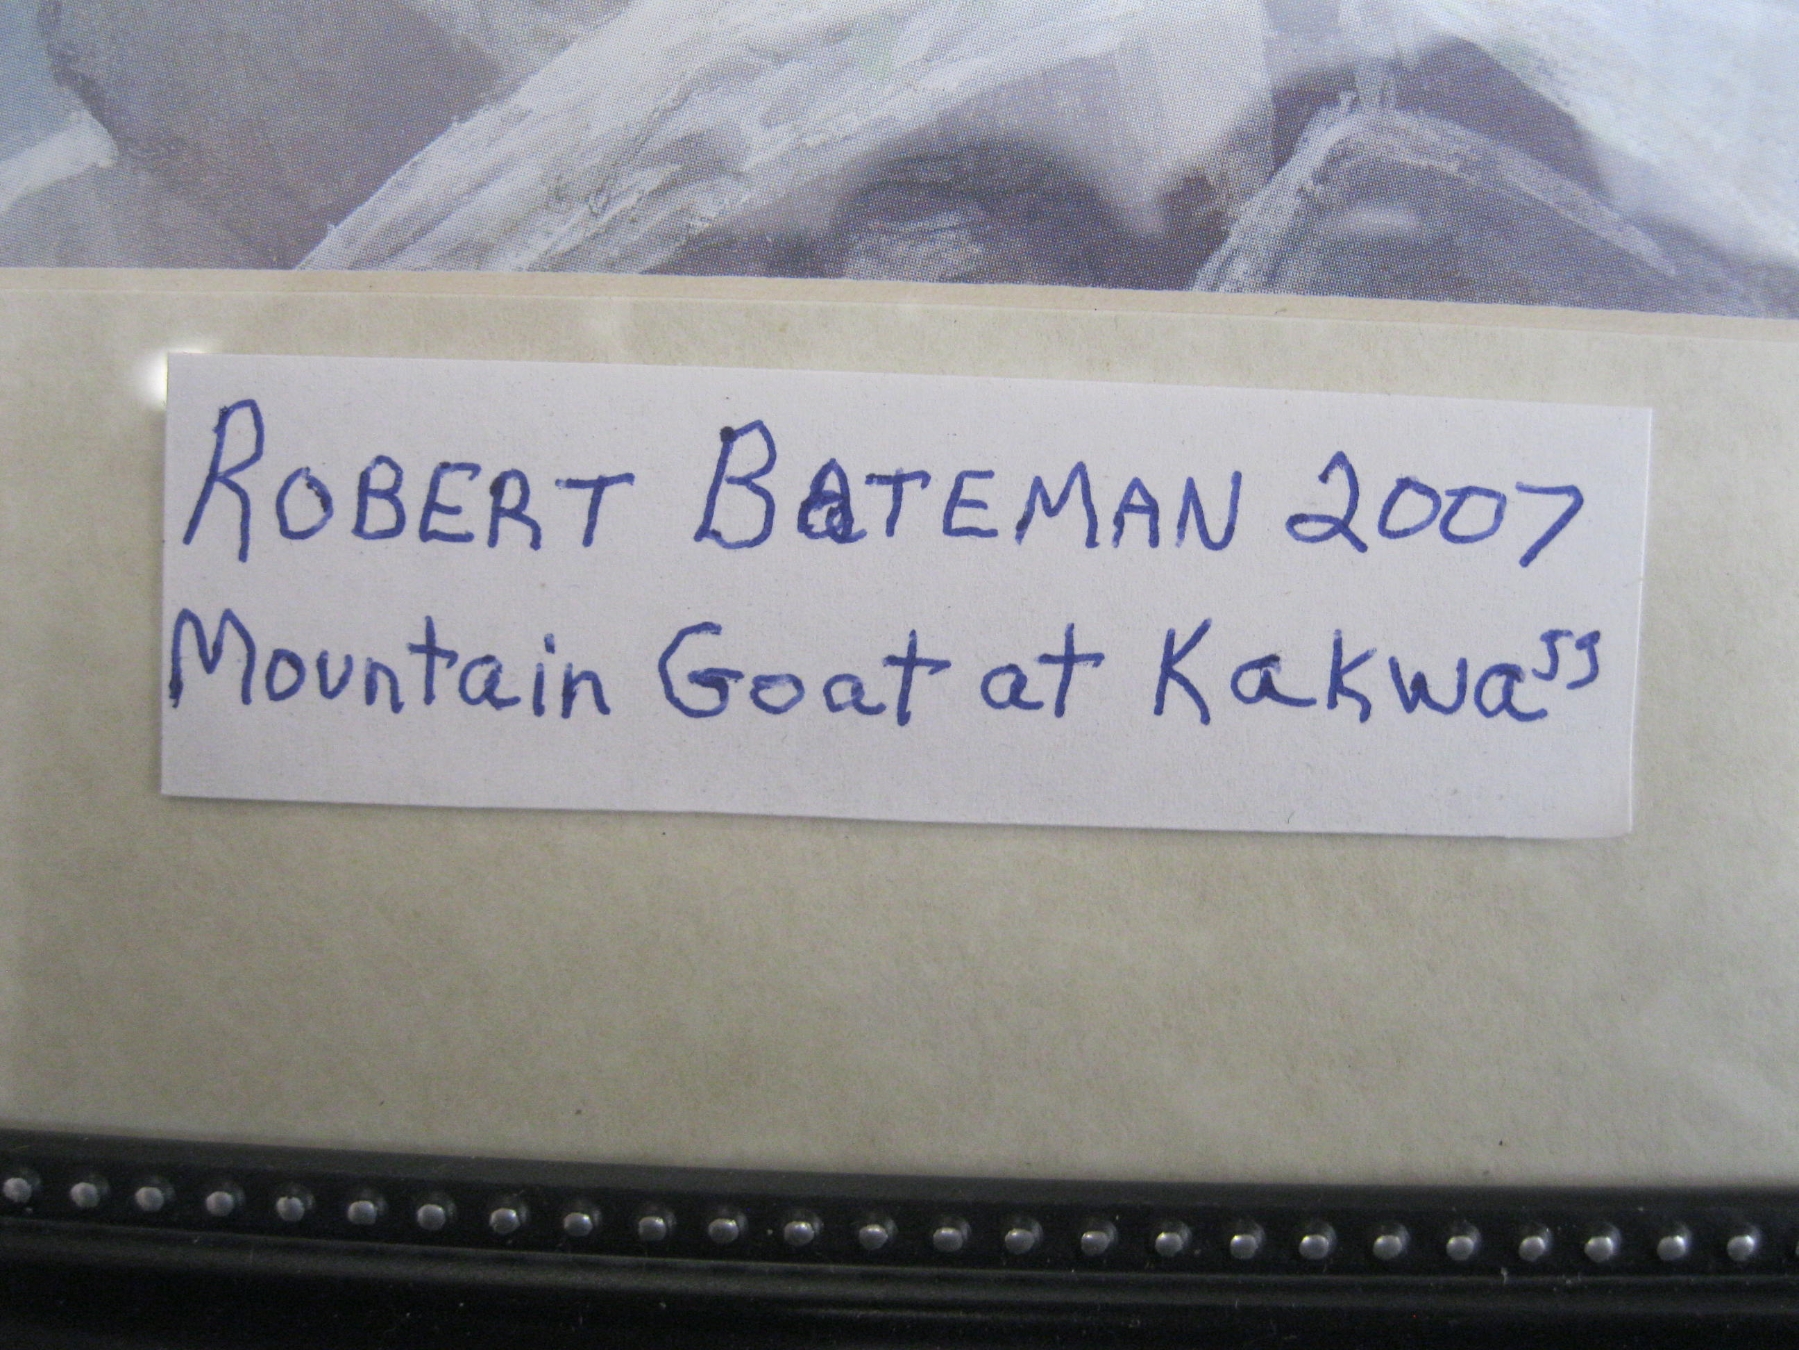 ROBERT BATEMAN 2007
Mountain Goat at Kakwa"